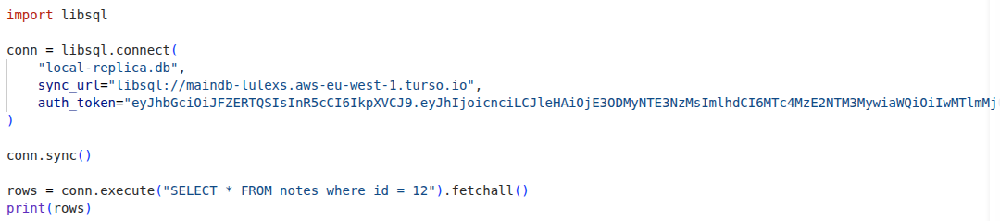 import libsql

conn = libsql.connect(
    "local-replica.db",
    sync_url="libsql://maindb-lulexs.aws-eu-west-1.turso.io",
    auth_token="eyJhbGciOiJFZERTQSIsInR5cCI6IkpXVCJ9.eyJhIjoicnciLCJleHAiOjE3ODMyNTE3NzMsImlhdCI6MTc4MzE2NTM3MywiaWQiOiIwMTlmMj
)

conn.sync()

rows = conn.execute("SELECT * FROM notes where id = 12").fetchall()
print(rows)